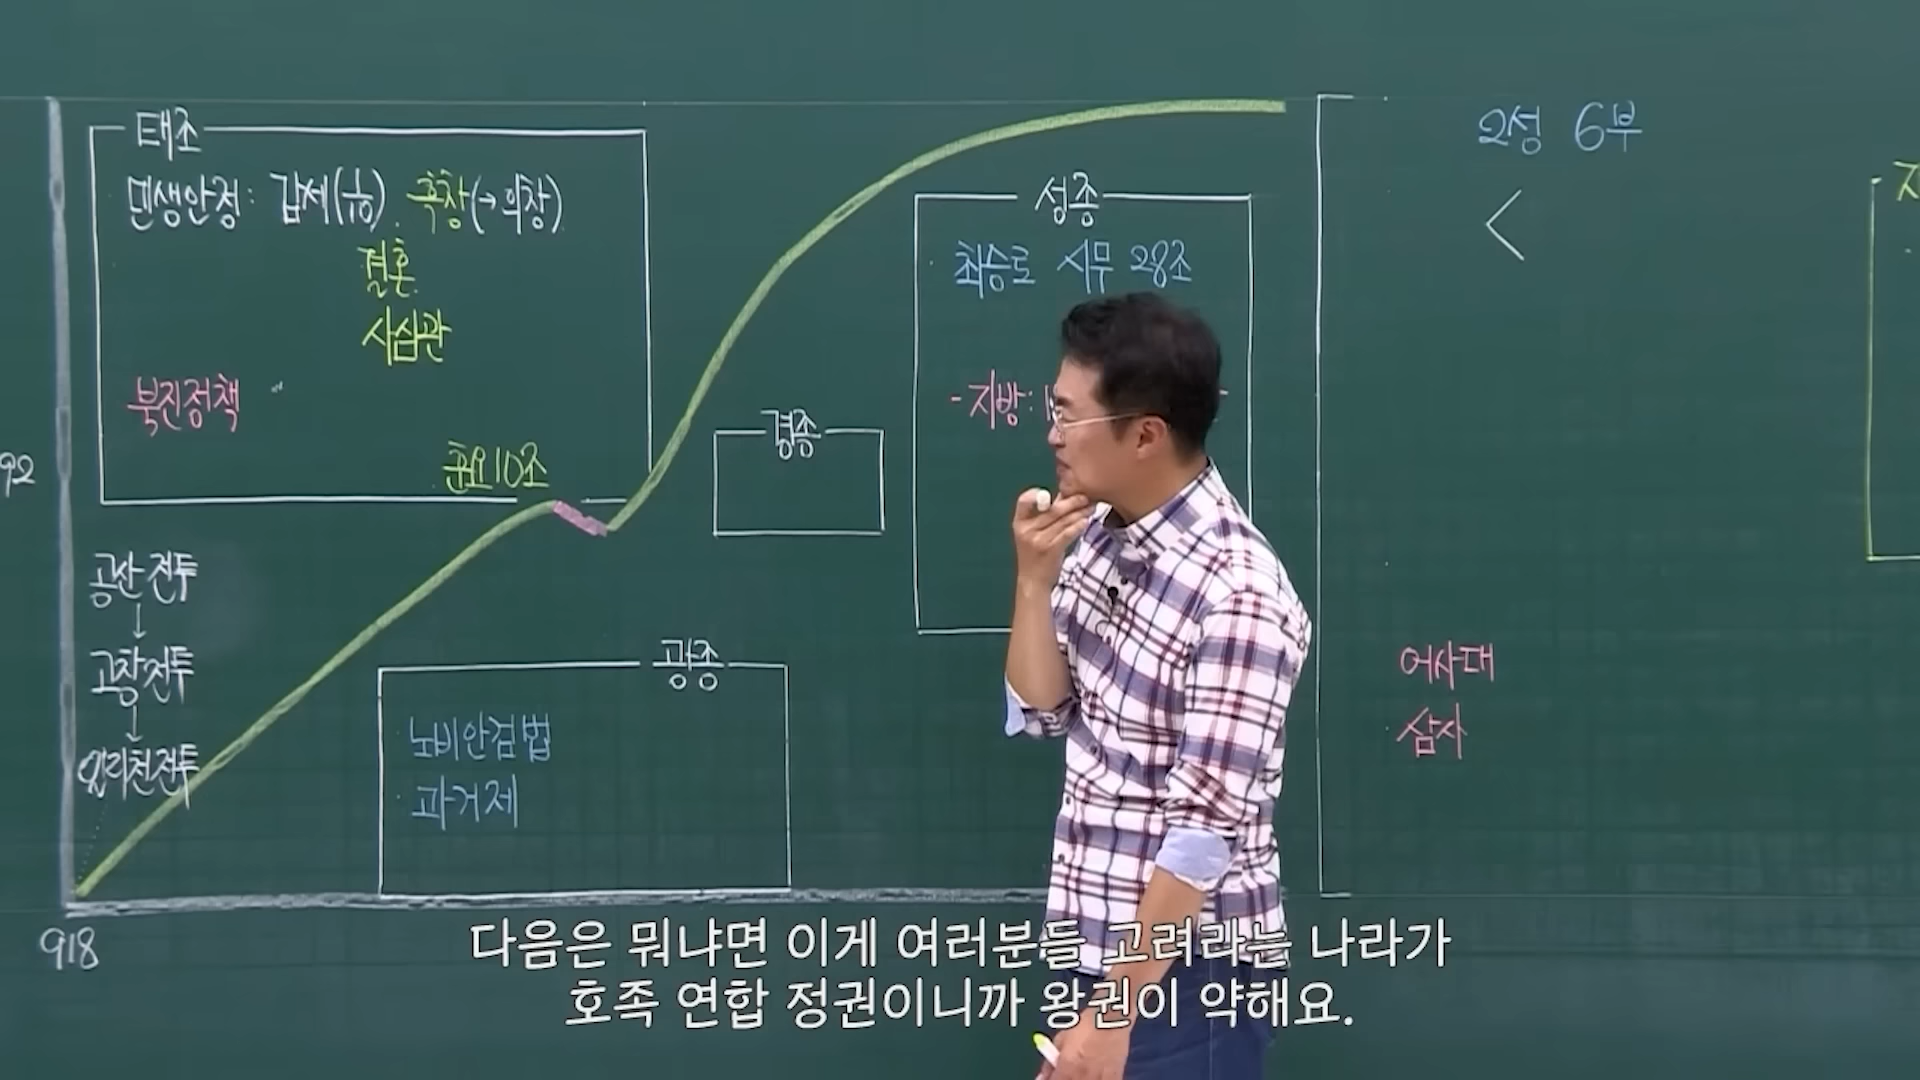 태조
민생안정: 감세(1/10). 흑창(→의창)
결혼
사심관
북진정책
훈요10조
92
공산전투
↓
고창전투
↓
일리천전투
918
경종
광종
노비안검법
과거제
성종
최승로 시무 28조
- 지방:
2성 6부
<
어사대
삼사
다음은 뭐냐면 이게 여러분들 고려라는 나라가
호족 연합 정권이니까 왕권이 약해요.